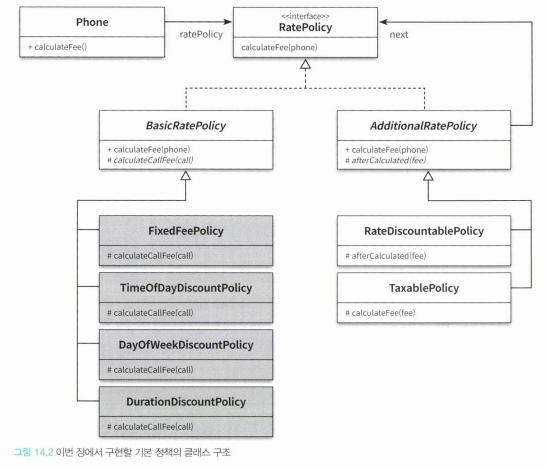 Phone
+ calculateFee()
ratePolicy
<<interface>>
RatePolicy
calculateFee(phone)
next
BasicRatePolicy
+ calculateFee(phone)
# calculateCallFee(call)
AdditionalRatePolicy
+ calculateFee(phone)
# afterCalculated(fee)
FixedFeePolicy
# calculateCallFee(call)
TimeOfDayDiscountPolicy
# calculateCallFee(call)
DayOfWeekDiscountPolicy
# calculateCallFee(call)
DurationDiscountPolicy
# calculateCallFee(call)
RateDiscountablePolicy
# afterCalculated(fee)
TaxablePolicy
# calculateFee(fee)
그림 14.2 이번 장에서 구현할 기본 정책의 클래스 구조